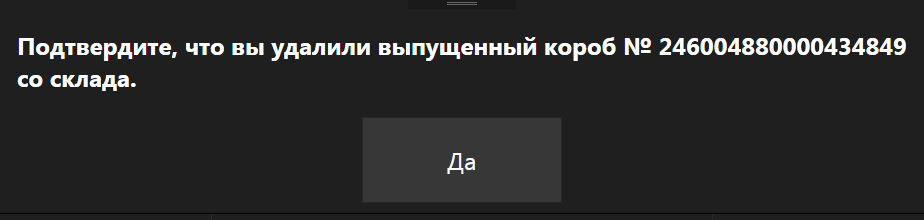 Подтвердите, что вы удалили выпущенный короб № 246004880000434849
со склада.
Да